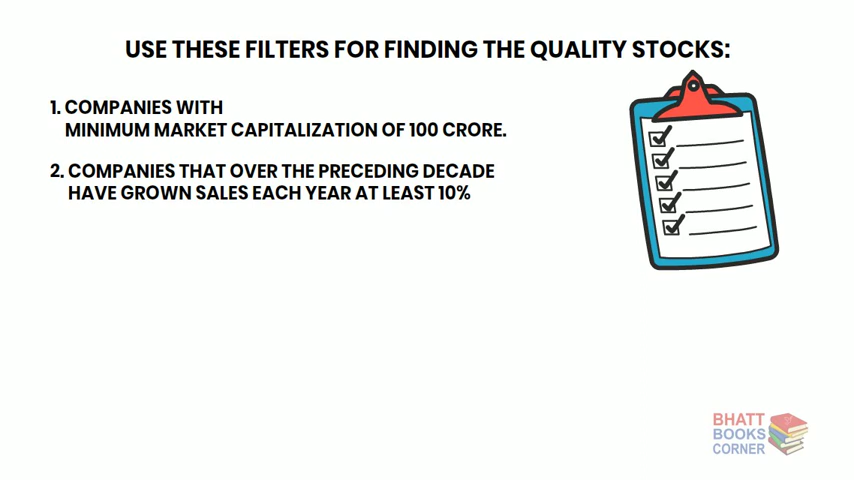 USE THESE FILTERS FOR FINDING THE QUALITY STOCKS:
1. COMPANIES WITH
MINIMUM MARKET CAPITALIZATION OF 100 CRORE.
2. COMPANIES THAT OVER THE PRECEDING DECADE
HAVE GROWN SALES EACH YEAR AT LEAST 10%
BHATT
BOOKS
CORNER